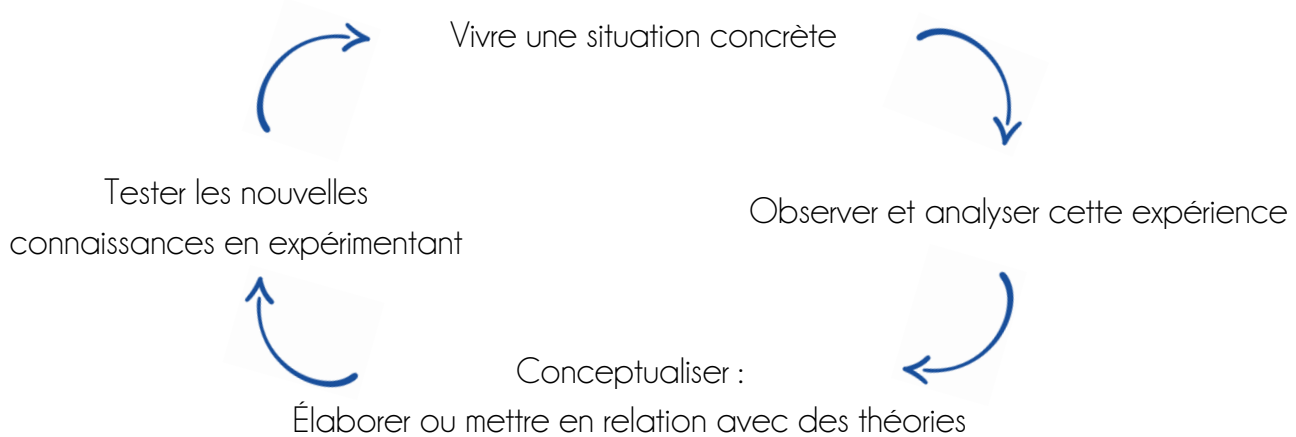 Vivre une situation concrète
Observer et analyser cette expérience
Conceptualiser :
Élaborer ou mettre en relation avec des théories
Tester les nouvelles
connaissances en expérimentant